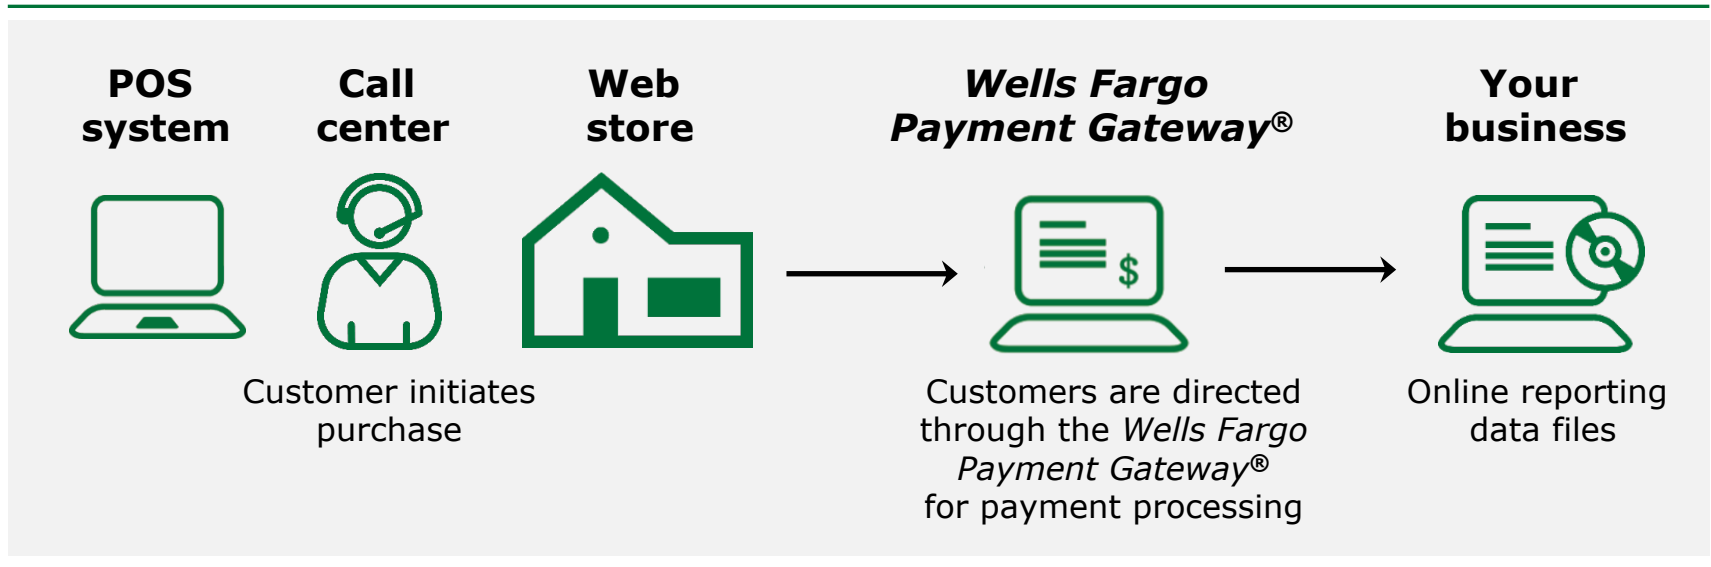 POS
system
Call
center
Web
store
Wells Fargo
Payment Gateway®
Your
business
$
Customer initiates
purchase
Customers are directed
through the Wells Fargo
Payment Gateway®
for payment processing
Online reporting
data files